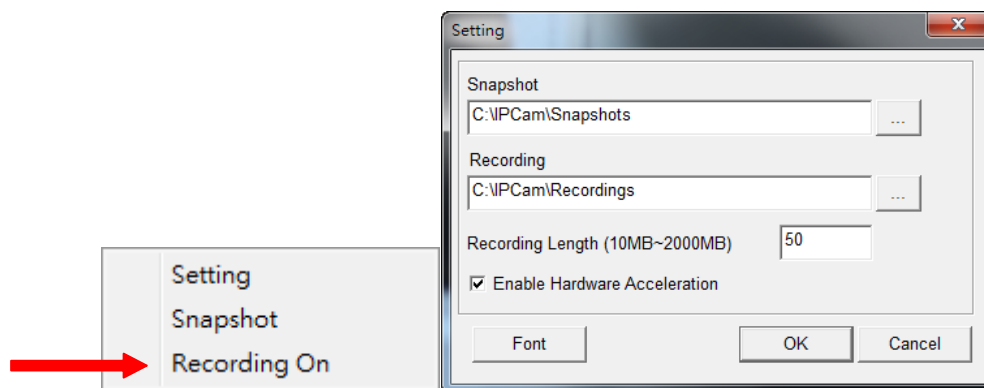 Setting
Snapshot
C:\IPCam\Snapshots
...
Recording
C:\IPCam\Recordings
...
Recording Length (10MB~2000MB) 50
Enable Hardware Acceleration
Font OK Cancel
Setting
Snapshot
Recording On